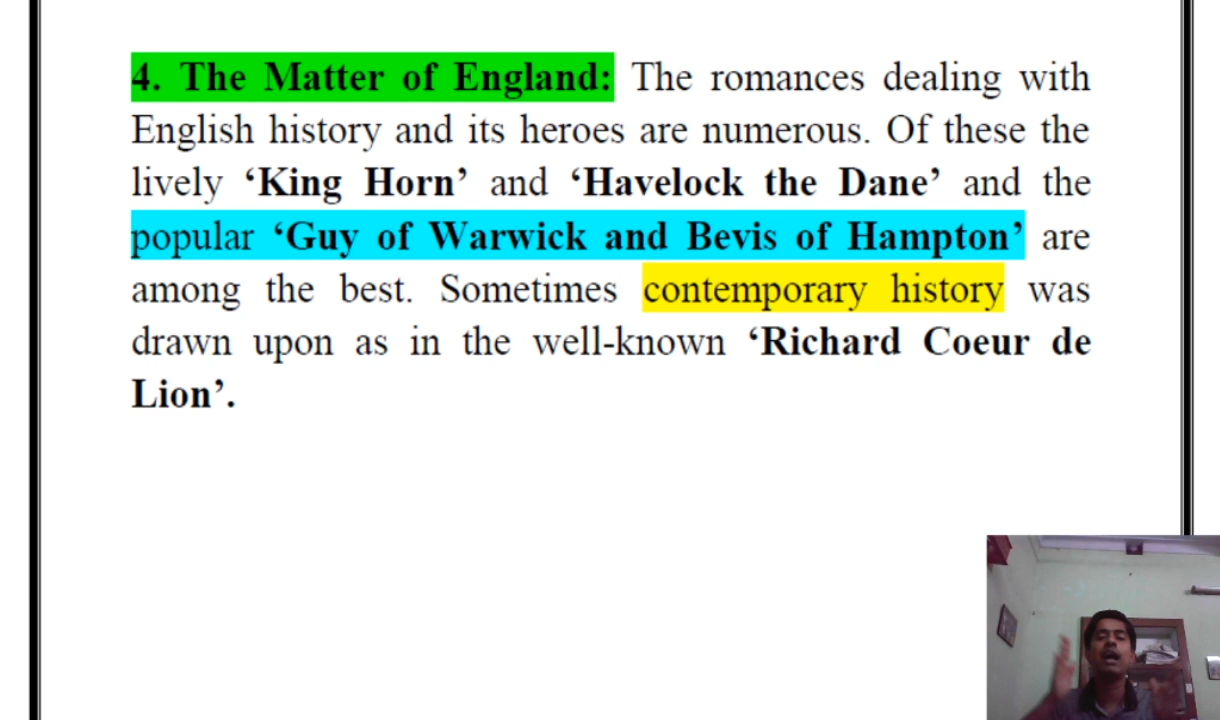 4. The Matter of England: The romances dealing with
English history and its heroes are numerous. Of these the
lively ‘King Horn’ and ‘Havelock the Dane’ and the
popular ‘Guy of Warwick and Bevis of Hampton’ are
among the best. Sometimes contemporary history was
drawn upon as in the well-known ‘Richard Coeur de
Lion’.